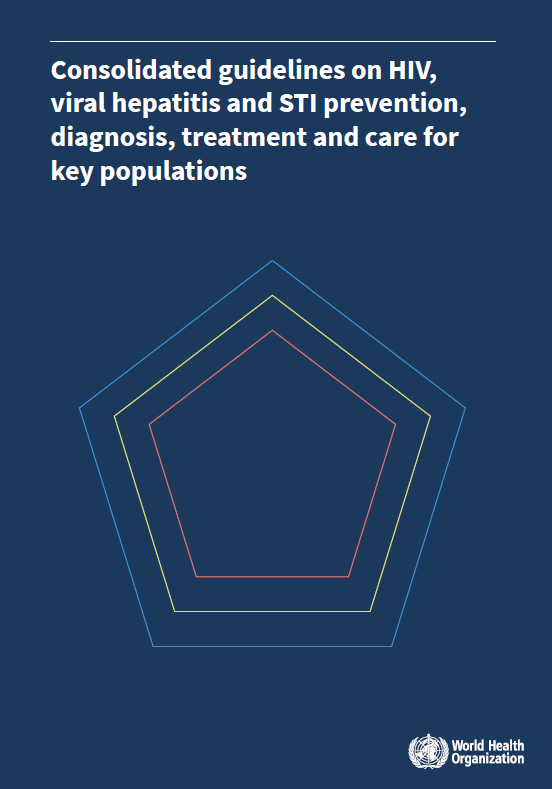 Consolidated guidelines on HIV,
viral hepatitis and STI prevention,
diagnosis, treatment and care for
key populations
World Health
Organization